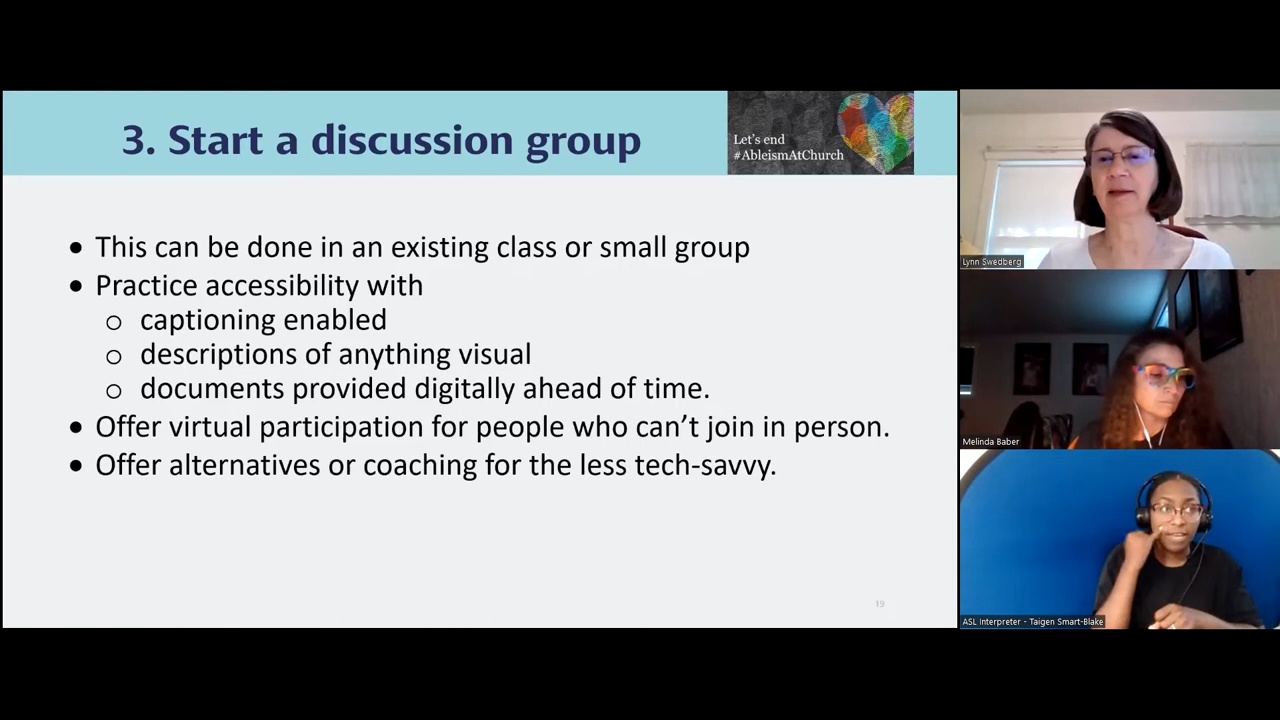 3. Start a discussion group
Let's end
#AbleismAtChurch
• This can be done in an existing class or small group
• Practice accessibility with
o captioning enabled
o descriptions of anything visual
o documents provided digitally ahead of time.
• Offer virtual participation for people who can’t join in person.
• Offer alternatives or coaching for the less tech-savvy.
19
Lynn Swedberg
Melinda Baber
ASL Interpreter - Taigen Smart-Blake